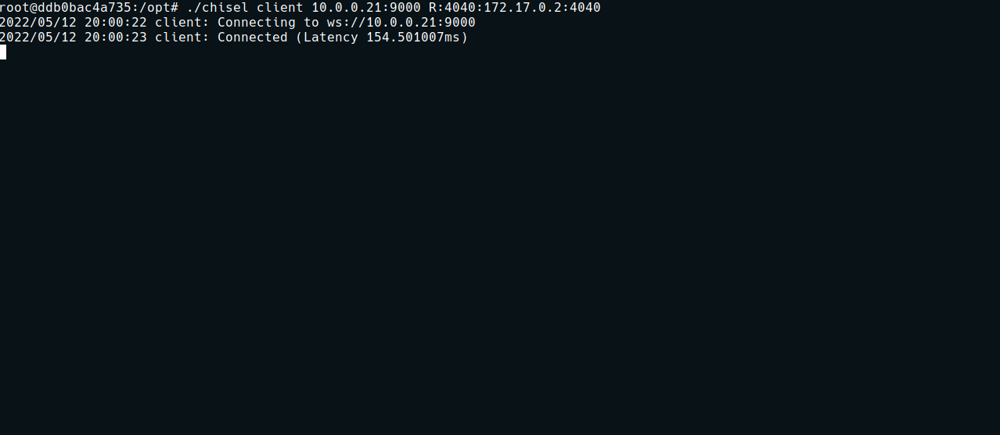 root@ddb0bac4a735:/opt# ./chisel client 10.0.0.21:9000 R:4040:172.17.0.2:4040
2022/05/12 20:00:22 client: Connecting to ws://10.0.0.21:9000
2022/05/12 20:00:23 client: Connected (Latency 154.501007ms)